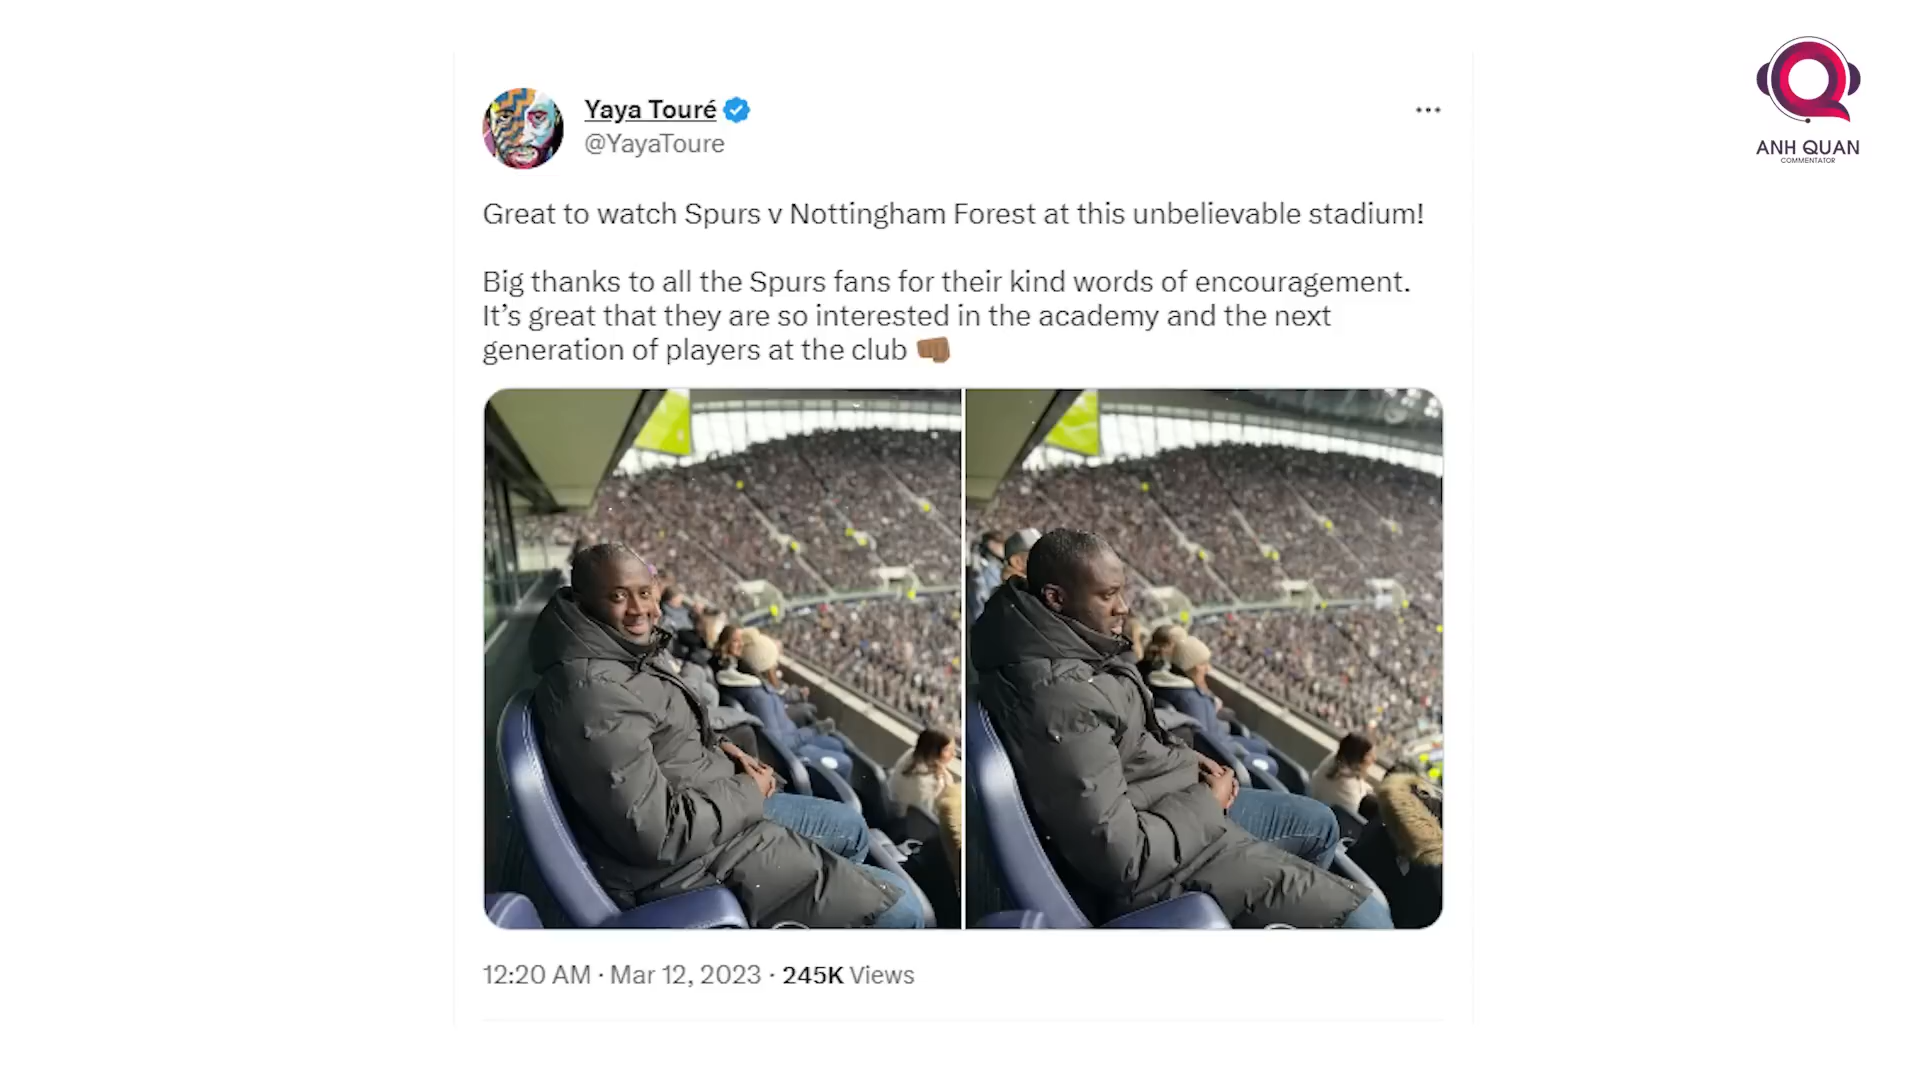 Yaya Touré
@YayaToure
Great to watch Spurs v Nottingham Forest at this unbelievable stadium!
Big thanks to all the Spurs fans for their kind words of encouragement.
It’s great that they are so interested in the academy and the next
generation of players at the club 👊🏾
12:20 AM · Mar 12, 2023 · 245K Views
ANH QUAN
COMMENTATOR